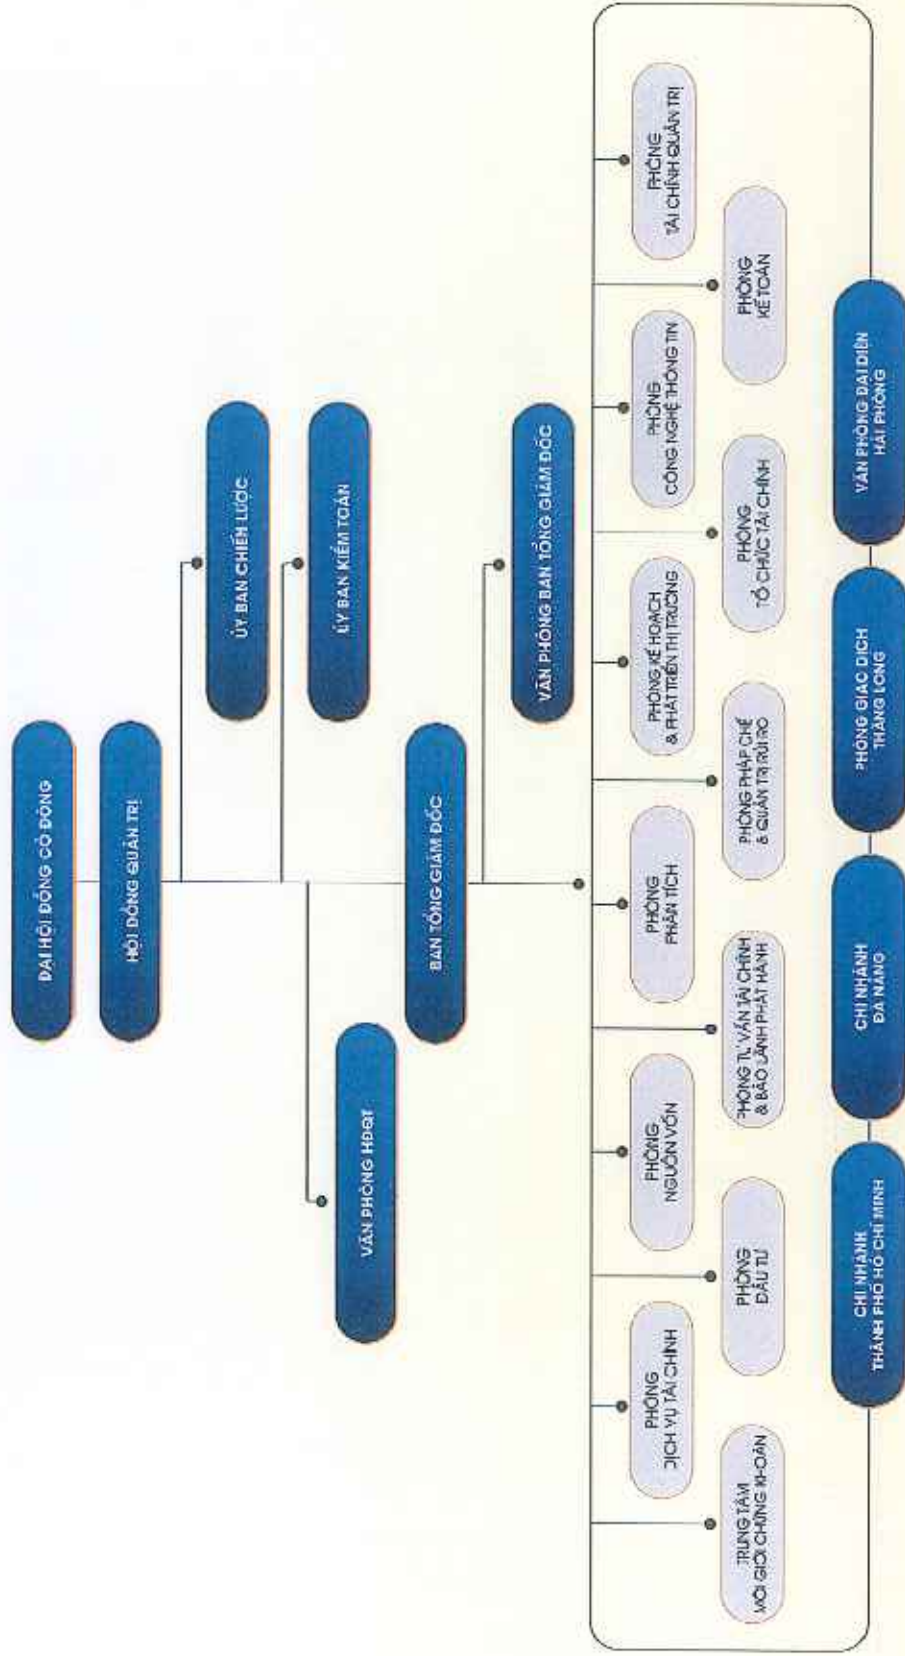 ĐẠI HỘI ĐỒNG CỔ ĐÔNG
HỘI ĐỒNG QUẢN TRỊ
ỦY BAN CHIẾN LƯỢC
ỦY BAN KIỂM TOÁN
VĂN PHÒNG HĐQT
BAN TỔNG GIÁM ĐỐC
VĂN PHÒNG BAN TỔNG GIÁM ĐỐC
PHÒNG
DỊCH VỤ TÀI CHÍNH
PHÒNG
NGUỒN VỐN
PHÒNG
PHÂN TÍCH
PHÒNG KẾ HOẠCH
& PHÁT TRIỂN THỊ TRƯỜNG
PHÒNG
CÔNG NGHỆ THÔNG TIN
PHÒNG
TÀI CHÍNH QUẢN TRỊ
TRUNG TÂM
MÔI GIỚI CHỨNG KHOÁN
PHÒNG
ĐẦU TƯ
PHÒNG TƯ VẤN TÀI CHÍNH
& BẢO LÃNH PHÁT HÀNH
PHÒNG PHÁP CHẾ
& QUẢN TRỊ RỦI RO
PHÒNG
TỔ CHỨC TÀI CHÍNH
PHÒNG
KẾ TOÁN
CHI NHÁNH
THÀNH PHỐ HỒ CHÍ MINH
CHI NHÁNH
ĐÀ NẴNG
PHÒNG GIAO DỊCH
THĂNG LONG
VĂN PHÒNG ĐẠI DIỆN
HẢI PHÒNG